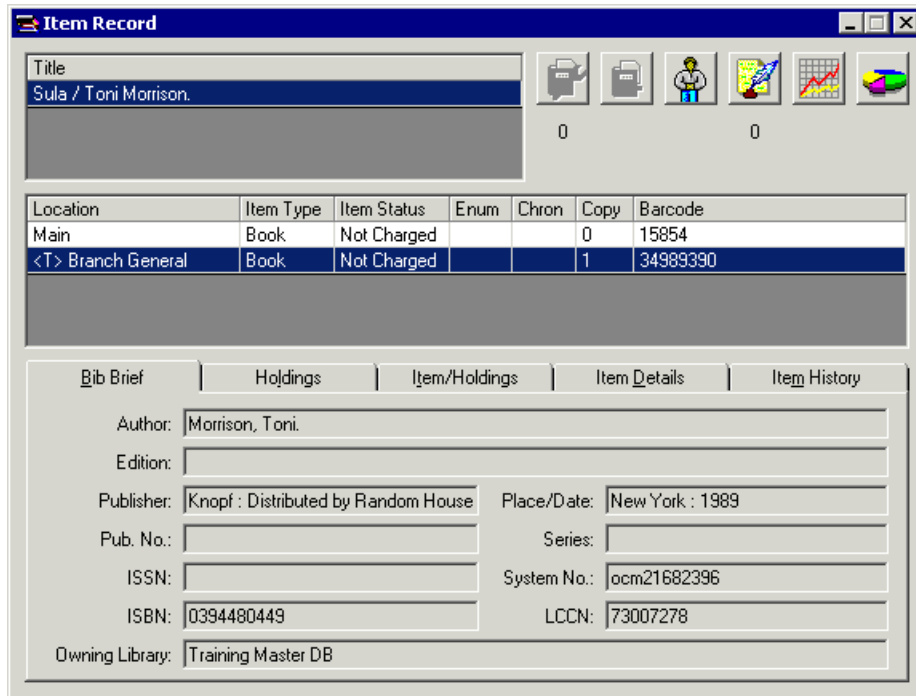 Item Record
Title
Sula / Toni Morrison.
0 0
Location Item Type Item Status Enum Chron Copy Barcode
Main Book Not Charged 0 15854
<T> Branch General Book Not Charged 1 34989390
Bib Brief Holdings Item/Holdings Item Details Item History
Author: Morrison, Toni.
Edition:
Publisher: Knopf : Distributed by Random House Place/Date: New York : 1989
Pub. No.: Series:
ISSN: System No.: ocm21682396
ISBN: 0394480449 LCCN: 73007278
Owning Library: Training Master DB